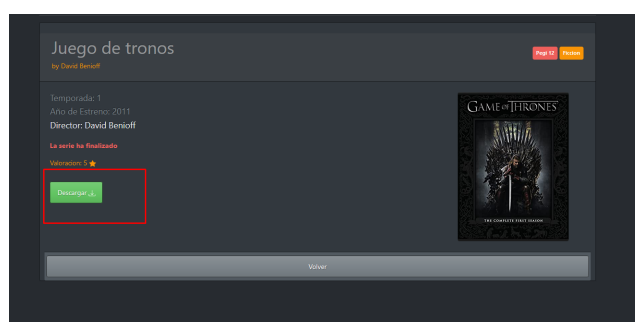 Juego de tronos
by David Benioff
Pegi 12
Ficcion
Temporada: 1
Año de Estreno: 2011
Director: David Benioff
La serie ha finalizado
Valoracion: 5
Descargar
GAME OF THRONES
THE COMPLETE FIRST SEASON
Volver